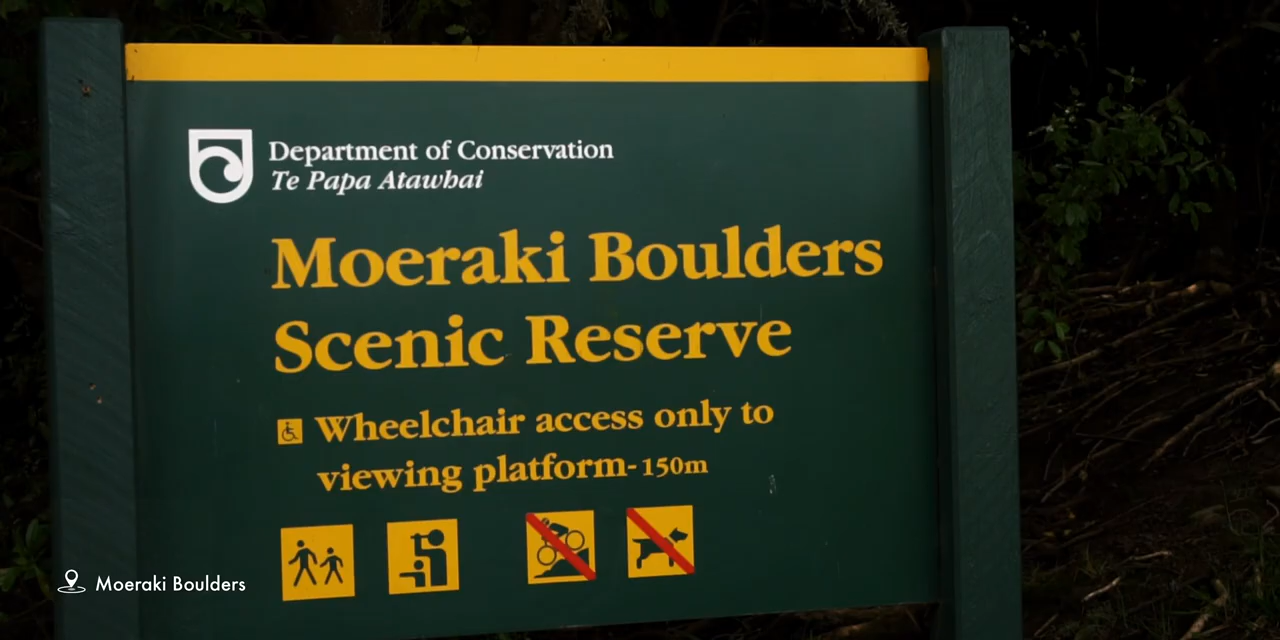 Department of Conservation
Te Papa Atawhai
Moeraki Boulders
Scenic Reserve
Wheelchair access only to
viewing platform-150m
Moeraki Boulders